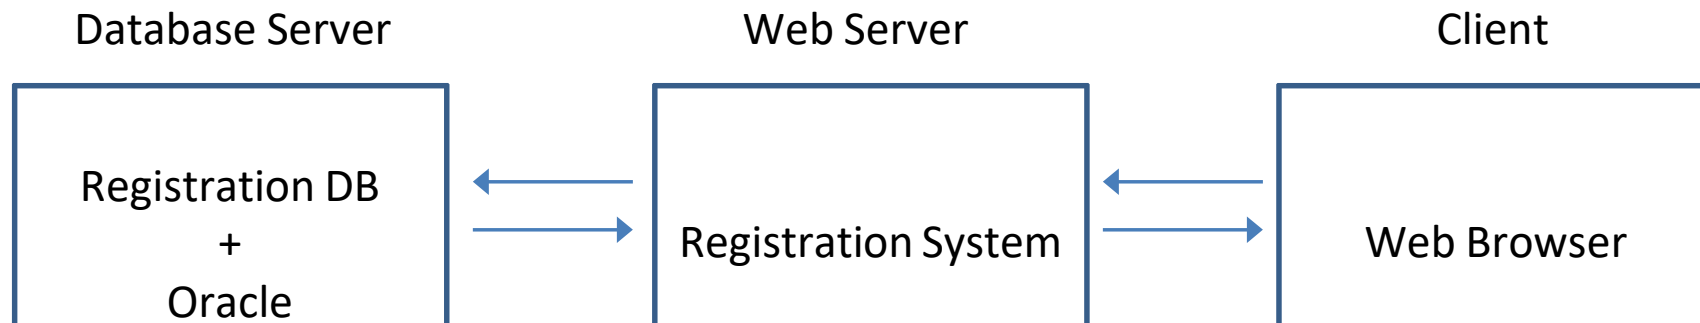 Database Server
Web Server
Client
Registration DB
+
Oracle
Registration System
Web Browser